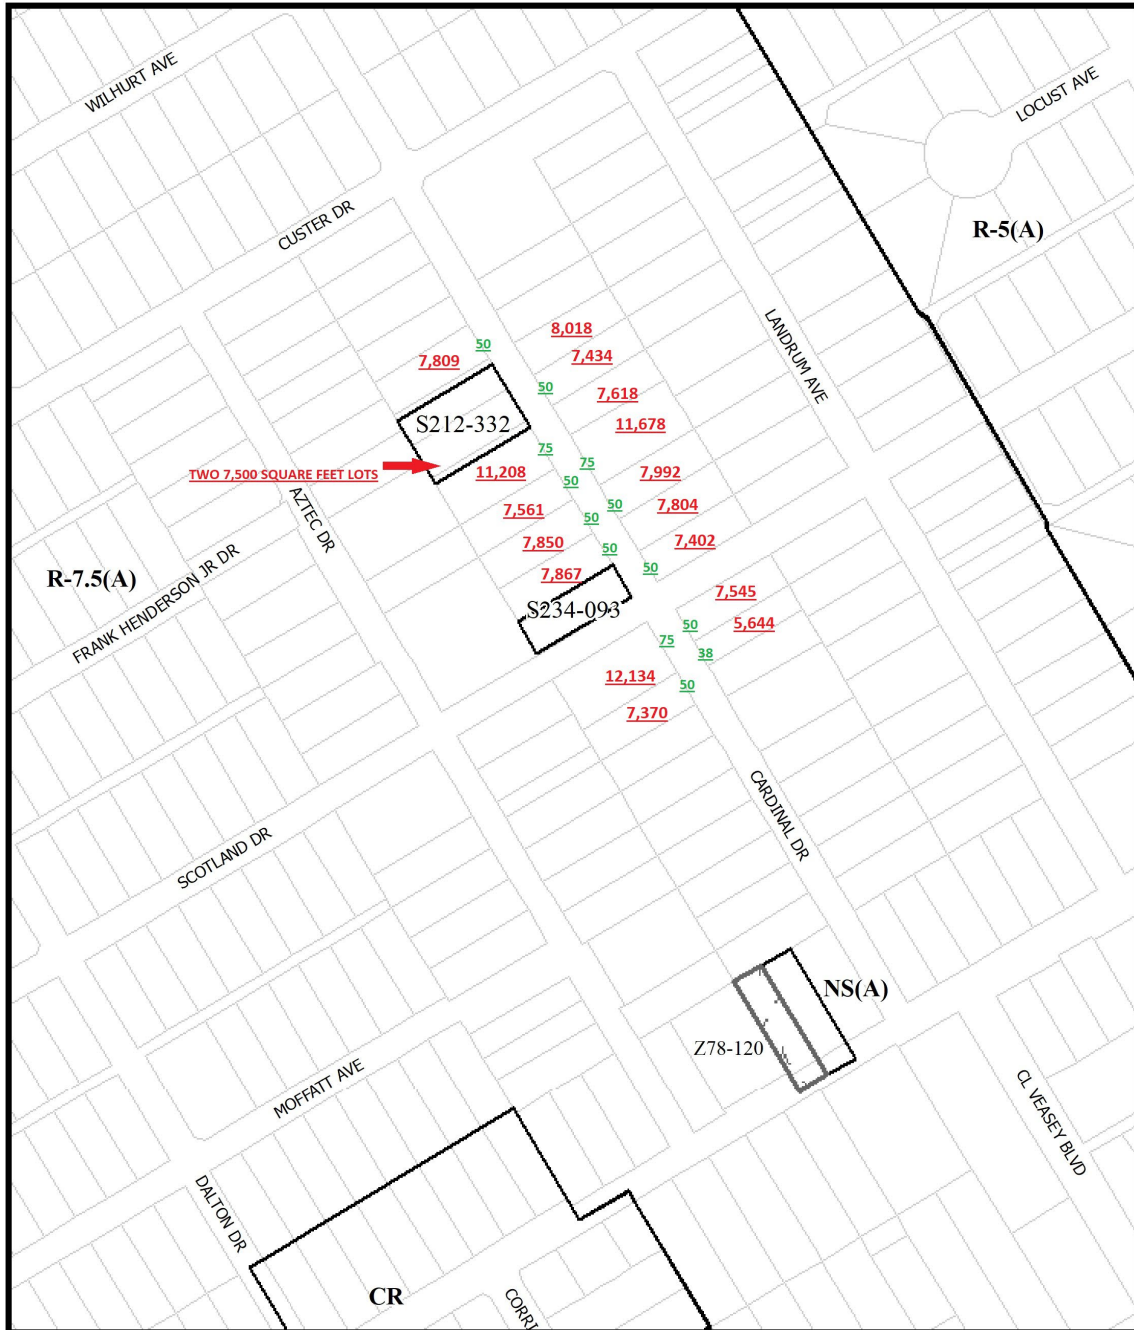 WILHURT AVE
LOCUST AVE
CUSTER DR
R-5(A)
LANDRUM AVE
8,018
50
7,809
7,434
50
7,618
S212-332
11,678
75
75
TWO 7,500 SQUARE FEET LOTS
11,208
50
7,992
AZTEC DR
7,561
50
50
7,804
7,850
50
7,402
FRANK HENDERSON JR DR
R-7.5(A)
7,867
50
S234-093
7,545
50
5,644
75
38
12,134
50
7,370
CARDINAL DR
SCOTLAND DR
NS(A)
Z78-120
MOFFATT AVE
CL VEASEY BLVD
DALTON DR
CR
CORRI